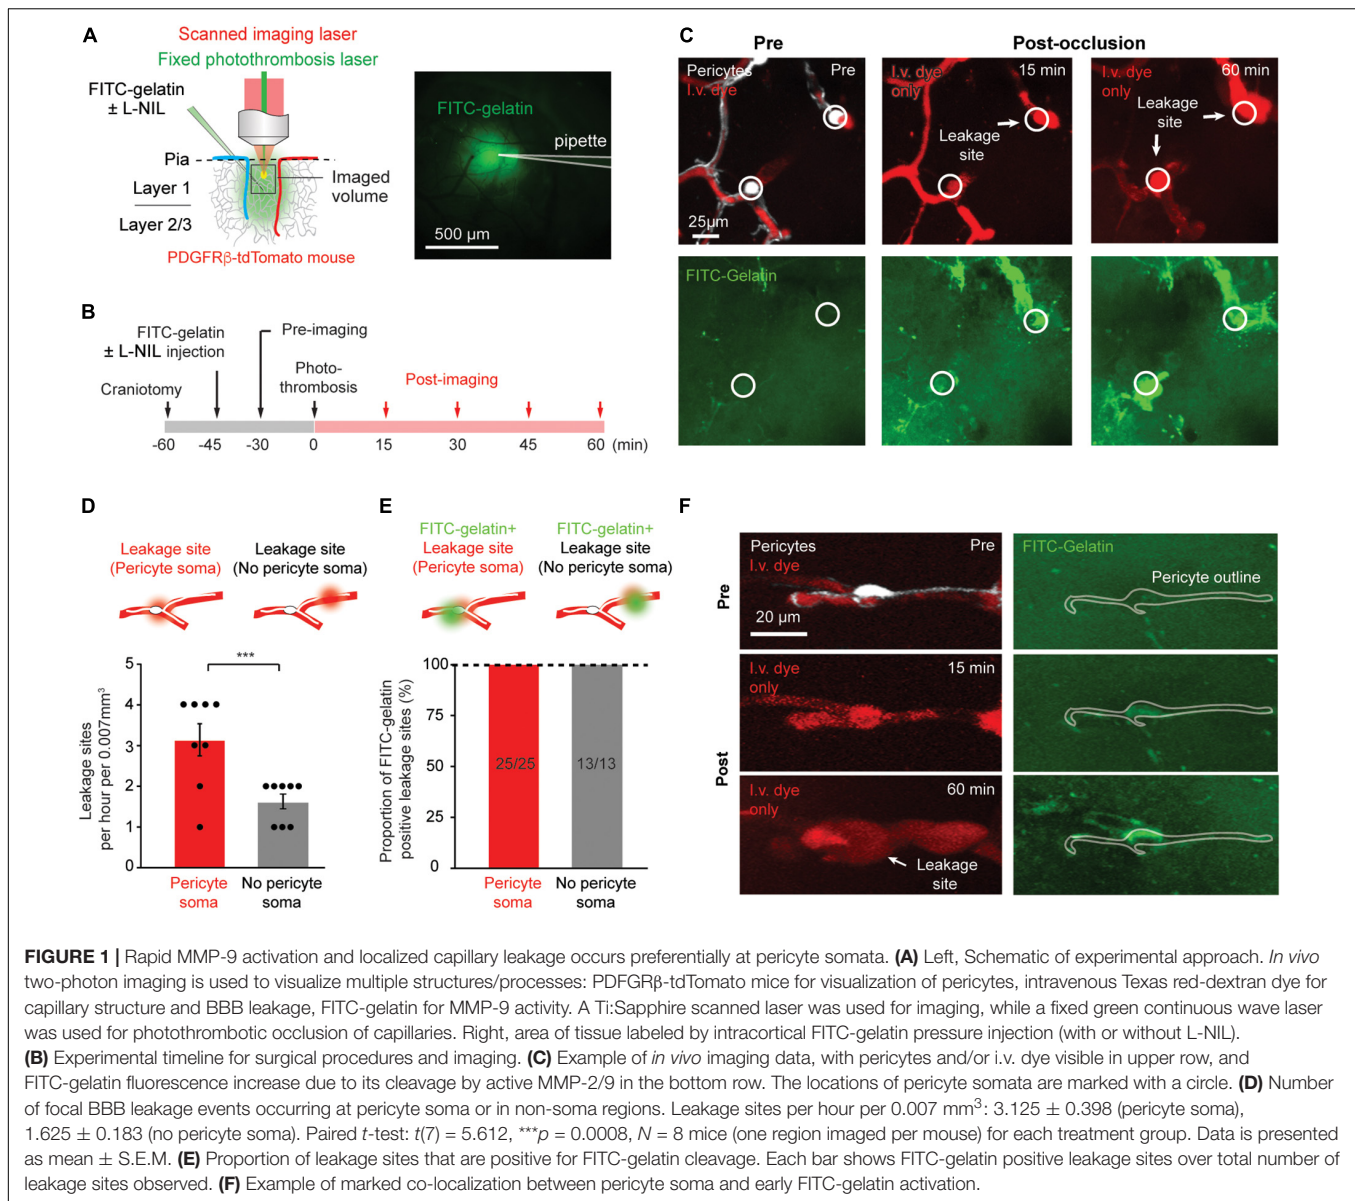 A
Scanned imaging laser
Fixed photothrombosis laser
FITC-gelatin
± L-NIL
Pia
Layer 1
Layer 2/3
Imaged
volume
PDGFRβ-tdTomato mouse
FITC-gelatin
pipette
500 µm
B
FITC-gelatin
± L-NIL injection
Pre-imaging
Craniotomy
Photo-
thrombosis
Post-imaging
-60 -45 -30 0 15 30 45 60 (min)
C
Pre
Post-occlusion
Pericytes
I.v. dye
Pre
25µm
I.v. dye
only
15 min
Leakage
site
I.v. dye
only
60 min
Leakage
site
FITC-Gelatin
D
Leakage site
(Pericyte soma)
Leakage site
(No pericyte soma)
Leakage sites
per hour per 0.007mm³
5
4
3
2
1
0
***
Pericyte
soma
No pericyte
soma
E
FITC-gelatin+
Leakage site
(Pericyte soma)
FITC-gelatin+
Leakage site
(No pericyte soma)
Proportion of FITC-gelatin
positive leakage sites (%)
100
75
50
25
0
25/25
13/13
Pericyte
soma
No pericyte
soma
F
Pre
Post
Pericytes
I.v. dye
Pre
20 µm
FITC-Gelatin
Pericyte outline
I.v. dye
only
15 min
I.v. dye
only
60 min
Leakage
site
FIGURE 1 | Rapid MMP-9 activation and localized capillary leakage occurs preferentially at pericyte somata. (A) Left, Schematic of experimental approach. In vivo
two-photon imaging is used to visualize multiple structures/processes: PDFGRβ-tdTomato mice for visualization of pericytes, intravenous Texas red-dextran dye for
capillary structure and BBB leakage, FITC-gelatin for MMP-9 activity. A Ti:Sapphire scanned laser was used for imaging, while a fixed green continuous wave laser
was used for photothrombotic occlusion of capillaries. Right, area of tissue labeled by intracortical FITC-gelatin pressure injection (with or without L-NIL).
(B) Experimental timeline for surgical procedures and imaging. (C) Example of in vivo imaging data, with pericytes and/or i.v. dye visible in upper row, and
FITC-gelatin fluorescence increase due to its cleavage by active MMP-2/9 in the bottom row. The locations of pericyte somata are marked with a circle. (D) Number
of focal BBB leakage events occurring at pericyte soma or in non-soma regions. Leakage sites per hour per 0.007 mm³: 3.125 ± 0.398 (pericyte soma),
1.625 ± 0.183 (no pericyte soma). Paired t-test: t(7) = 5.612, ***p = 0.0008, N = 8 mice (one region imaged per mouse) for each treatment group. Data is presented
as mean ± S.E.M. (E) Proportion of leakage sites that are positive for FITC-gelatin cleavage. Each bar shows FITC-gelatin positive leakage sites over total number of
leakage sites observed. (F) Example of marked co-localization between pericyte soma and early FITC-gelatin activation.